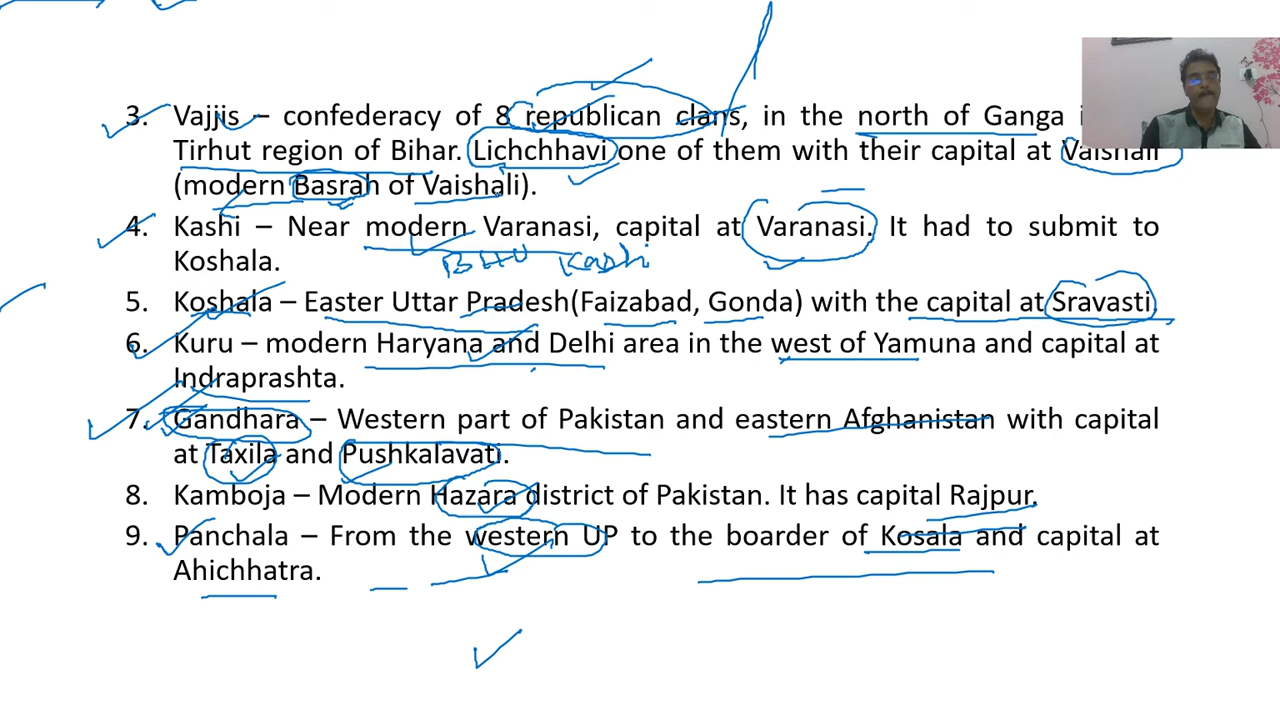 3. Vajjis – confederacy of 8 republican clans, in the north of Ganga
Tirhut region of Bihar. Lichchhavi one of them with their capital at Vaishali
(modern Basrah of Vaishali).
4. Kashi – Near modern Varanasi, capital at Varanasi. It had to submit to
Koshala.
BHU Kashi
5. Koshala – Easter Uttar Pradesh(Faizabad, Gonda) with the capital at Sravasti
6. Kuru – modern Haryana and Delhi area in the west of Yamuna and capital at
Indraprashta.
7. Gandhara – Western part of Pakistan and eastern Afghanistan with capital
at Taxila and Pushkalavati.
8. Kamboja – Modern Hazara district of Pakistan. It has capital Rajpur.
9. Panchala – From the western UP to the boarder of Kosala and capital at
Ahichhatra.